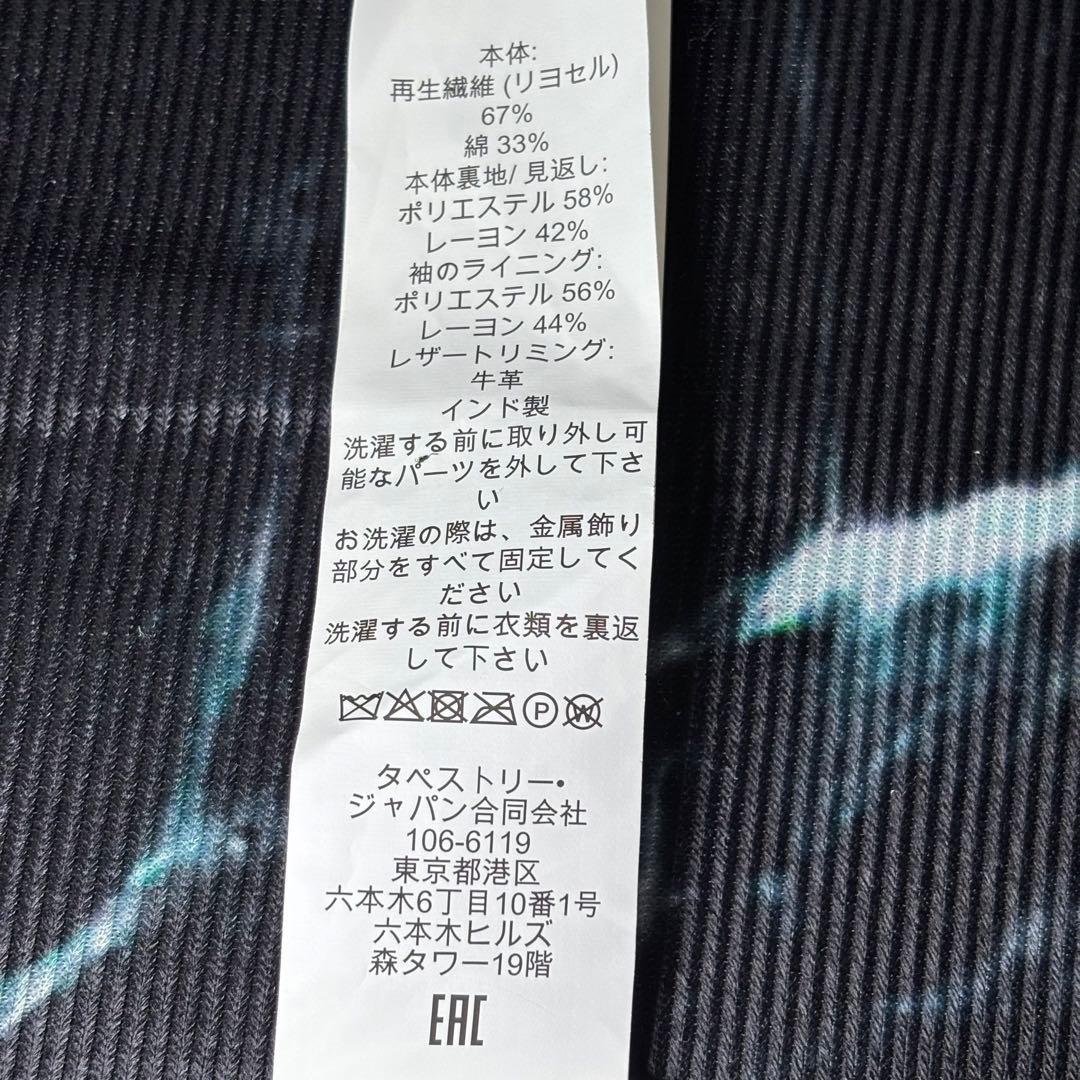 本体:
再生繊維 (リヨセル)
67%
綿 33%
本体裏地/ 見返し:
ポリエステル 58%
レーヨン 42%
袖のライニング:
ポリエステル 56%
レーヨン 44%
レザートリミング:
牛革
インド製
洗濯する前に取り外し可
能なパーツを外して下さ
い
お洗濯の際は、金属飾り
部分をすべて固定してく
ださい
洗濯する前に衣類を裏返
して下さい
P W
タペストリー•
ジャパン合同会社
106-6119
東京都港区
六本木6丁目10番1号
六本木ヒルズ
森タワー19階
EAC